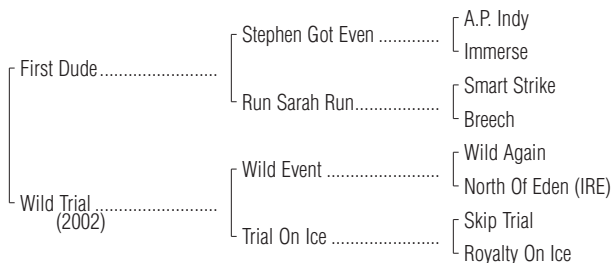 A.P. Indy
Stephen Got Even .............
Immerse
First Dude .........................
Smart Strike
Run Sarah Run..................
Breech
Wild Again
Wild Event ........................
North Of Eden (IRE)
Wild Trial ..........................
(2002)
Skip Trial
Trial On Ice .......................
Royalty On Ice